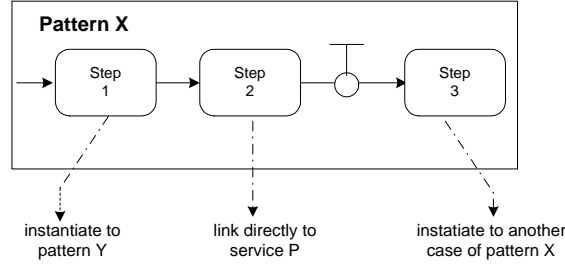 Pattern X
Step
1
Step
2
Step
3
instantiate to
pattern Y
link directly to
service P
instatiate to another
case of pattern X